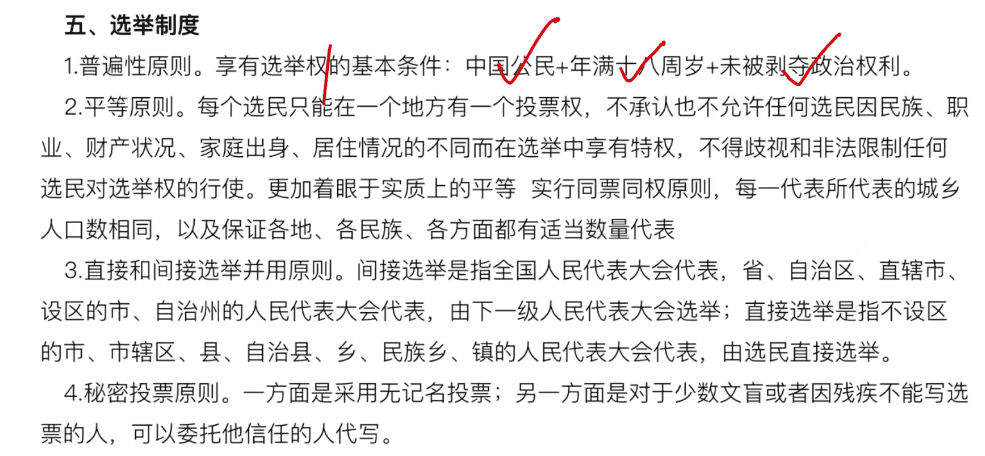 五、选举制度
1.普遍性原则。享有选举权的基本条件：中国公民+年满十八周岁+未被剥夺政治权利。
2.平等原则。每个选民只能在一个地方有一个投票权，不承认也不允许任何选民因民族、职
业、财产状况、家庭出身、居住情况的不同而在选举中享有特权，不得歧视和非法限制任何
选民对选举权的行使。更加着眼于实质上的平等 实行同票同权原则，每一代表所代表的城乡
人口数相同，以及保证各地、各民族、各方面都有适当数量代表
3.直接和间接选举并用原则。间接选举是指全国人民代表大会代表，省、自治区、直辖市、
设区的市、自治州的人民代表大会代表，由下一级人民代表大会选举；直接选举是指不设区
的市、市辖区、县、自治县、乡、民族乡、镇的人民代表大会代表，由选民直接选举。
4.秘密投票原则。一方面是采用无记名投票；另一方面是对于少数文盲或者因残疾不能写选
票的人，可以委托他信任的人代写。